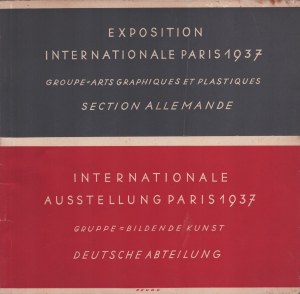 EXPOSITION
INTERNATIONALE PARIS 1937
GROUPE=ARTS GRAPHIQUES ET PLASTIQUES
SECTION ALLEMANDE
INTERNATIONALE
AUSSTELLUNG PARIS 1937
GRUPPE=BILDENDE KUNST
DEUTSCHE ABTEILUNG